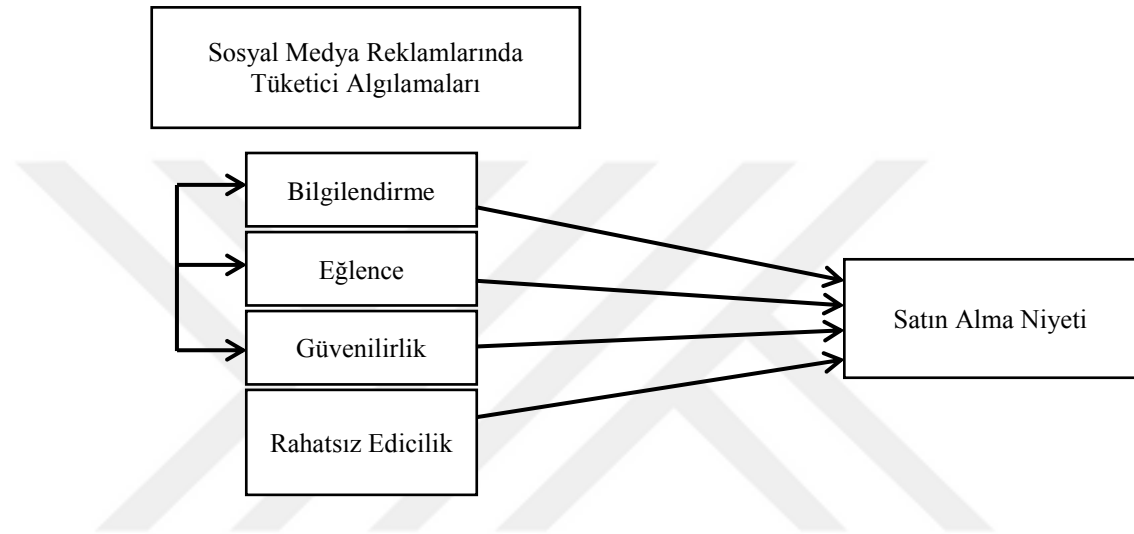 Sosyal Medya Reklamlarında
Tüketici Algılamaları
Bilgilendirme
Eğlence
Güvenilirlik
Rahatsız Edicilik
Satın Alma Niyeti